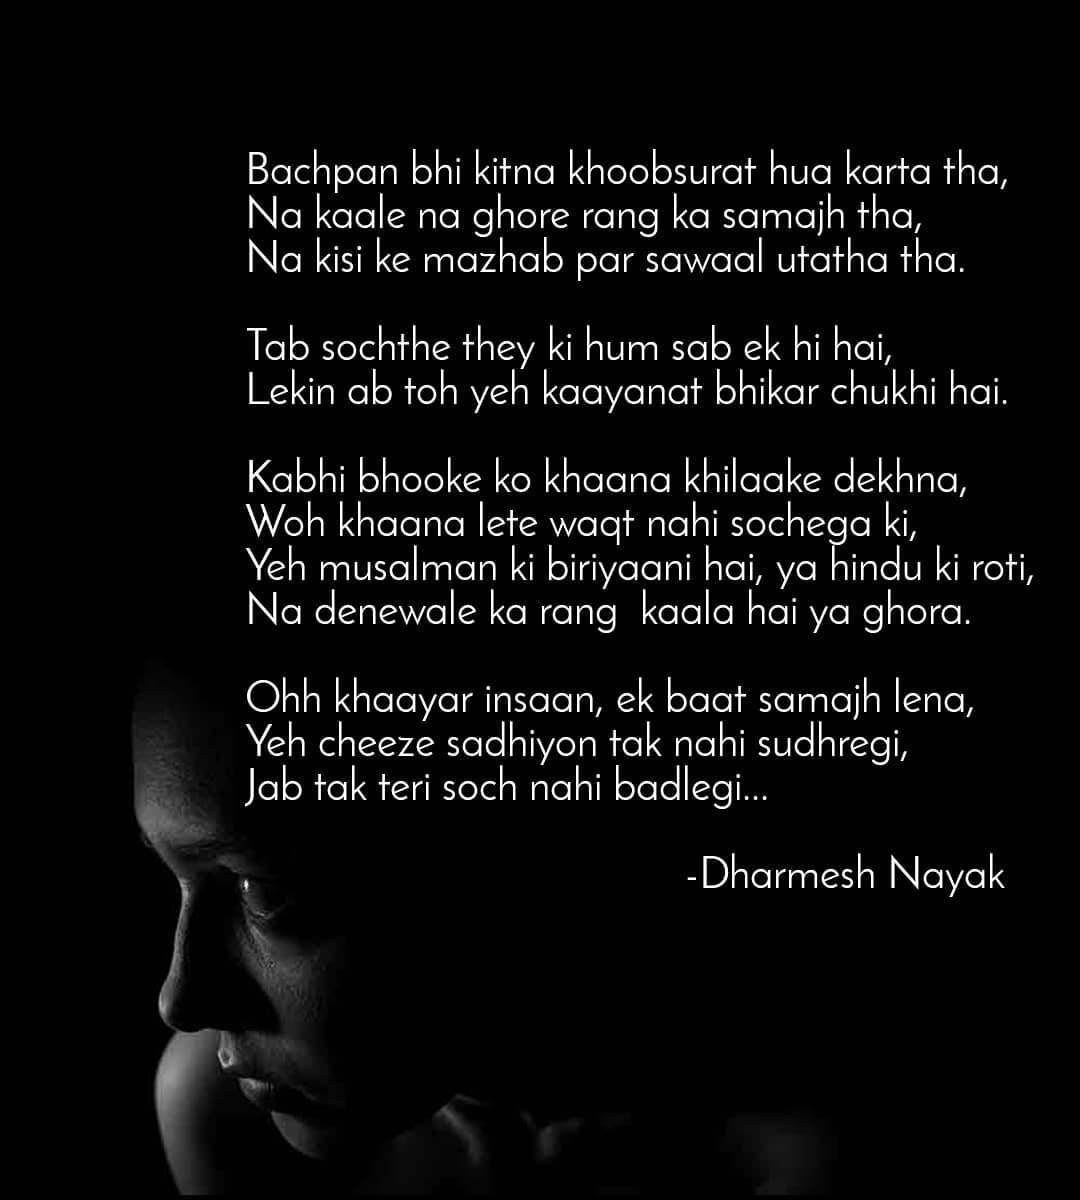 Bachpan bhi kitna khoobsurat hua karta tha,
Na kaale na ghore rang ka samajh tha,
Na kisi ke mazhab par sawaal utatha tha.
Tab sochthe they ki hum sab ek hi hai,
Lekin ab toh yeh kaayanat bhikar chukhi hai.
Kabhi bhooke ko khaana khilaake dekhna,
Woh khaana lete waqt nahi sochega ki,
Yeh musalman ki biriyaani hai, ya hindu ki roti,
Na denewale ka rang  kaala hai ya ghora.
Ohh khaayar insaan, ek baat samajh lena,
Yeh cheeze sadhiyon tak nahi sudhregi,
Jab tak teri soch nahi badlegi...
-Dharmesh Nayak